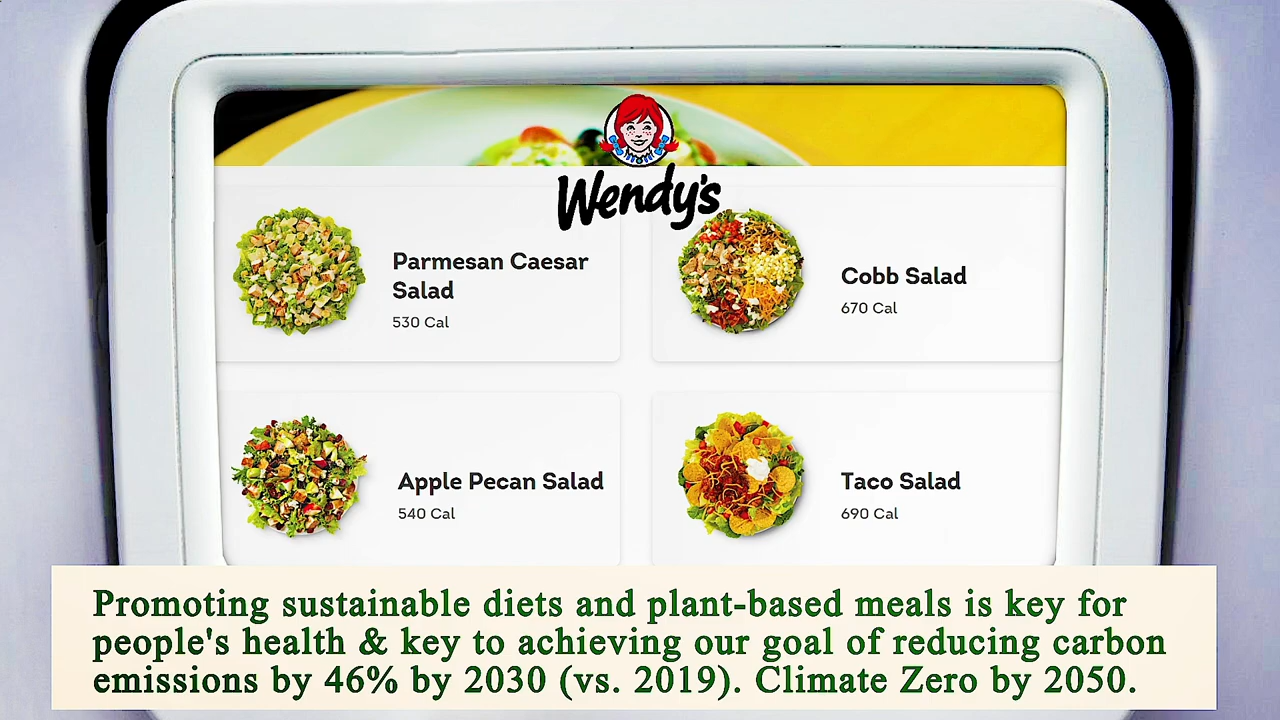 Wendy's
Parmesan Caesar
Salad
530 Cal
Cobb Salad
670 Cal
Apple Pecan Salad
540 Cal
Taco Salad
690 Cal
Promoting sustainable diets and plant-based meals is key for
people's health & key to achieving our goal of reducing carbon
emissions by 46% by 2030 (vs. 2019). Climate Zero by 2050.